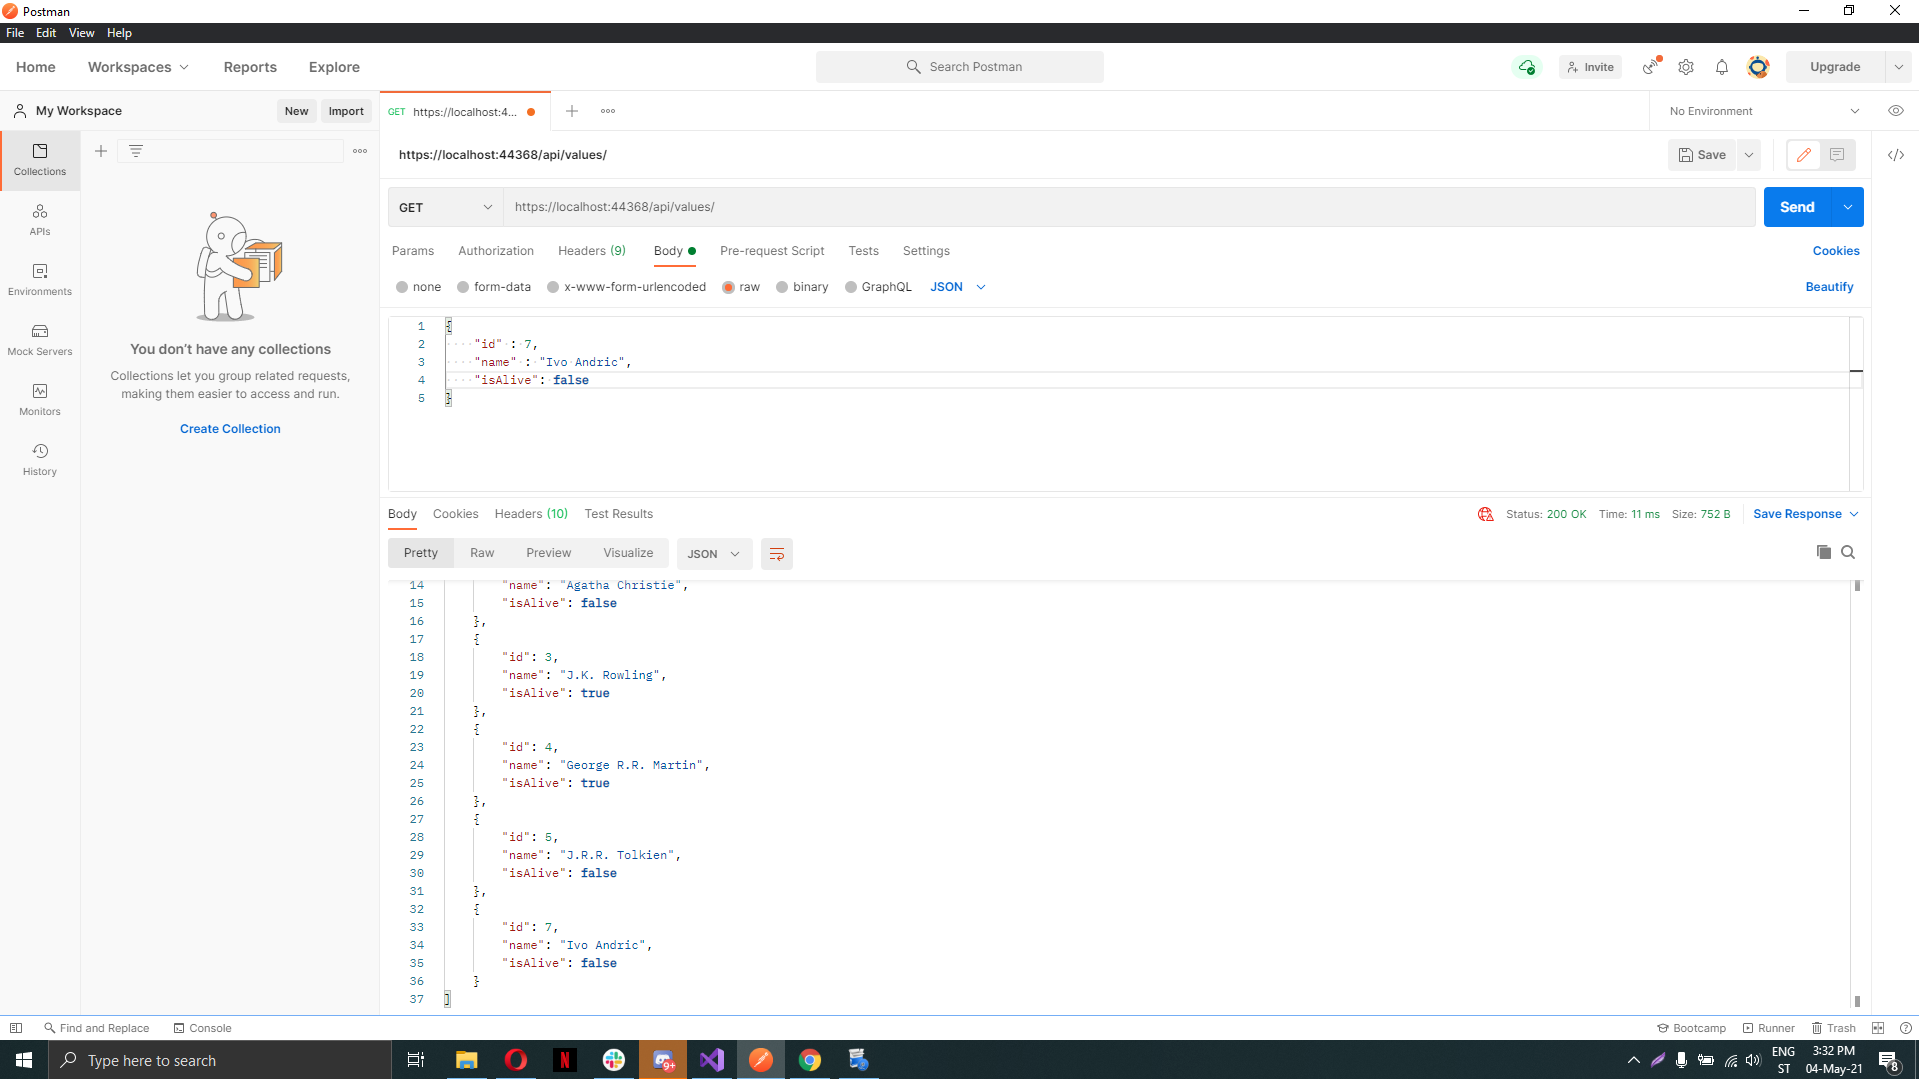 Postman
File Edit View Help
Home Workspaces Reports Explore
Search Postman
Invite
Upgrade
My Workspace
New Import
GET https://localhost:4...
No Environment
https://localhost:44368/api/values/
Save
GET https://localhost:44368/api/values/
Send
Params Authorization Headers (9) Body Pre-request Script Tests Settings
Cookies
none form-data x-www-form-urlencoded raw binary GraphQL JSON
Beautify
1 {
2 "id" : 7,
3 "name" : "Ivo Andric",
4 "isAlive": false
5 }
Collections
APIs
Environments
Mock Servers
Monitors
History
You don't have any collections
Collections let you group related requests,
making them easier to access and run.
Create Collection
Body Cookies Headers (10) Test Results
Status: 200 OK Time: 11 ms Size: 752 B
Save Response
Pretty Raw Preview Visualize JSON
14 "name": "Agatha Christie",
15 "isAlive": false
16 },
17 {
18 "id": 3,
19 "name": "J.K. Rowling",
20 "isAlive": true
21 },
22 {
23 "id": 4,
24 "name": "George R.R. Martin",
25 "isAlive": true
26 },
27 {
28 "id": 5,
29 "name": "J.R.R. Tolkien",
30 "isAlive": false
31 },
32 {
33 "id": 7,
34 "name": "Ivo Andric",
35 "isAlive": false
36 }
37 ]
Find and Replace Console
Bootcamp Runner Trash
Type here to search
N
9+
ENG
ST
3:32 PM
04-May-21
8